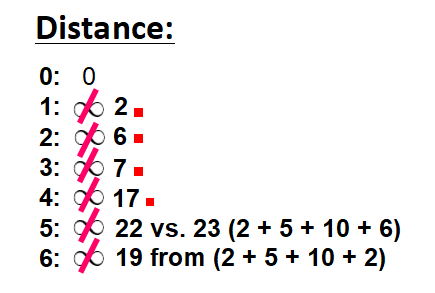 Distance:
0: 0
1: ∞ 2
2: ∞ 6
3: ∞ 7
4: ∞ 17
5: ∞ 22 vs. 23 (2 + 5 + 10 + 6)
6: ∞ 19 from (2 + 5 + 10 + 2)